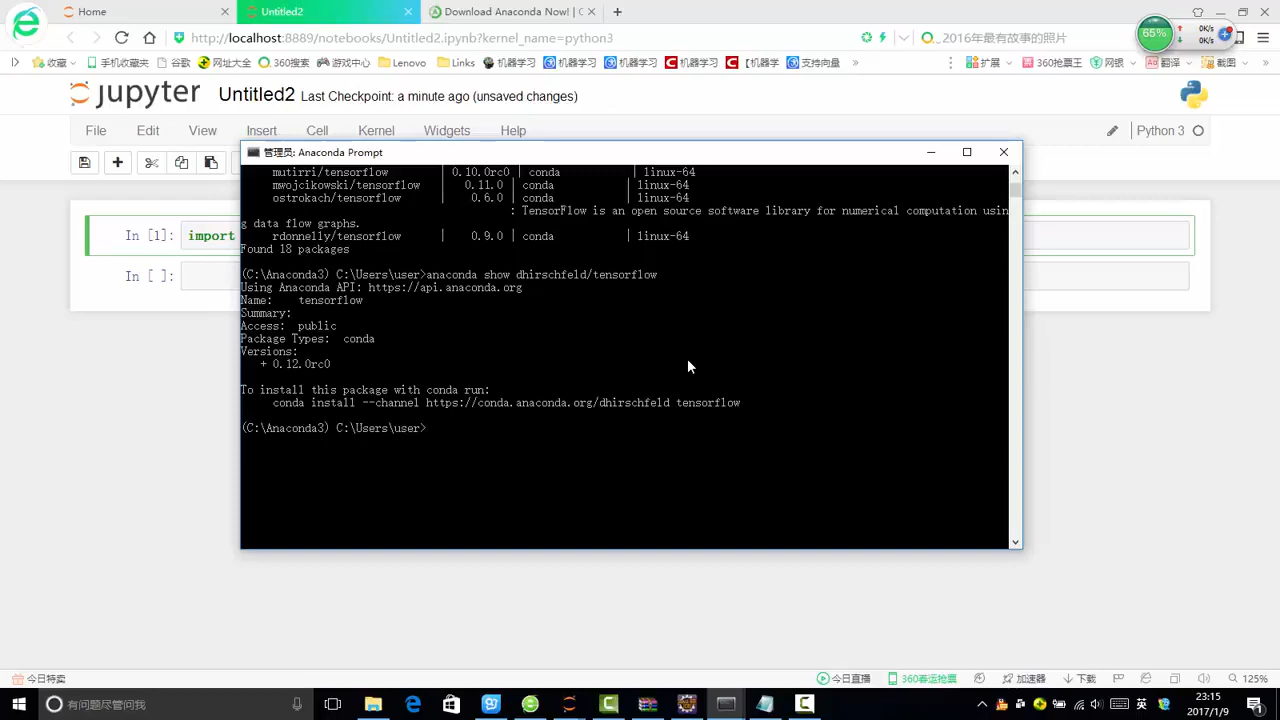 Home
Untitled2
Download Anaconda Now! | C
http://localhost:8889/notebooks/Untitled2.ipynb?kernel_name=python3
2016年最有故事的照片
65%
0K/s
0K/s
收藏
手机收藏夹
谷歌
网址大全
360搜索
游戏中心
Lenovo
Links
机器学习
机器学习
机器学习
机器学习
【机器学
支持向量
扩展
360抢票王
网银
翻译
截图
jupyter Untitled2 Last Checkpoint: a minute ago (unsaved changes)
File Edit View Insert Cell Kernel Widgets Help
Python 3
In [1]: import
In [ ]:
管理员: Anaconda Prompt
mutirri/tensorflow | 0.10.0rc0 | conda | linux-64
mwojcikowski/tensorflow | 0.11.0 | conda | linux-64
ostrokach/tensorflow | 0.6.0 | conda | linux-64
: TensorFlow is an open source software library for numerical computation usin
g data flow graphs.
rdonnelly/tensorflow | 0.9.0 | conda | linux-64
Found 18 packages
(C:\Anaconda3) C:\Users\user>anaconda show dhirschfeld/tensorflow
Using Anaconda API: https://api.anaconda.org
Name: tensorflow
Summary:
Access: public
Package Types: conda
Versions:
+ 0.12.0rc0
To install this package with conda run:
conda install --channel https://conda.anaconda.org/dhirschfeld tensorflow
(C:\Anaconda3) C:\Users\user>
今日特卖
今日直播
360春运抢票
加速器
下载
125%
有问题尽管问我
英
23:15
2017/1/9